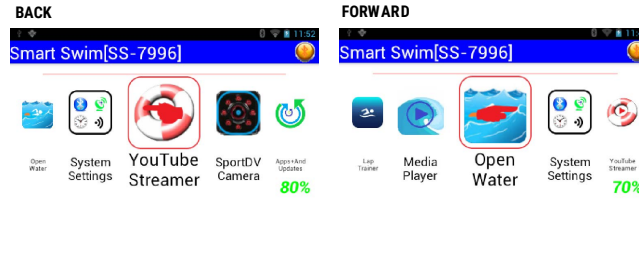 BACK
11:52
Smart Swim[SS-7996]
Open
Water
System
Settings
YouTube
Streamer
SportDV
Camera
Apps+And
Updates
80%
FORWARD
Smart Swim[SS-7996]
Lap
Trainer
Media
Player
Open
Water
System
Settings
YouTube
Streamer
70%